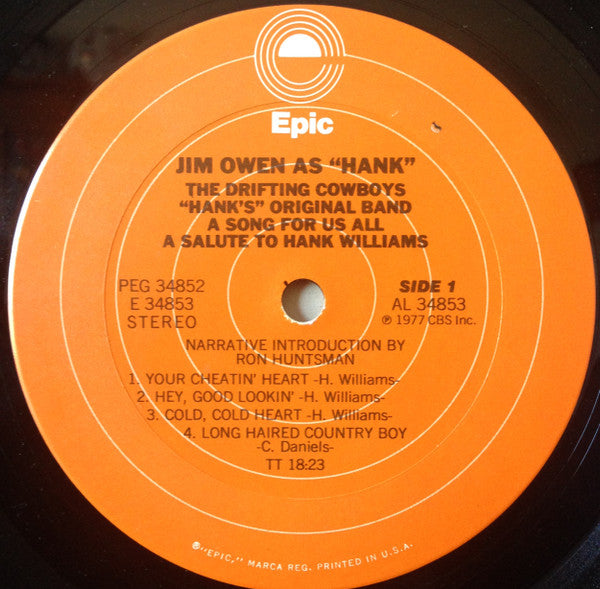 Epic
JIM OWEN AS "HANK"
THE DRIFTING COWBOYS
"HANK'S" ORIGINAL BAND
A SONG FOR US ALL
A SALUTE TO HANK WILLIAMS
PEG 34852
E 34853
STEREO
SIDE 1
AL 34853
℗ 1977 CBS Inc.
NARRATIVE INTRODUCTION BY
RON HUNTSMAN
1. YOUR CHEATIN' HEART -H. Williams-
2. HEY, GOOD LOOKIN' -H. Williams-
3. COLD, COLD HEART -H. Williams-
4. LONG HAIRED COUNTRY BOY
-C. Daniels-
TT 18:23
®"EPIC," MARCA REG. PRINTED IN U.S.A.